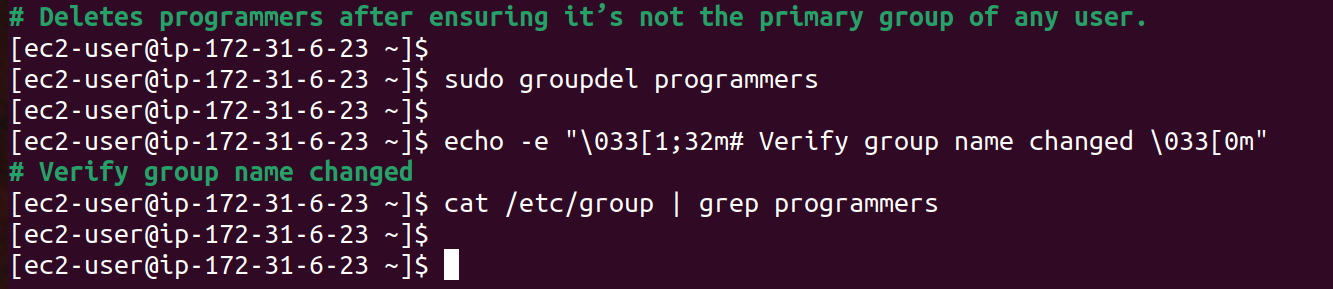 # Deletes programmers after ensuring it’s not the primary group of any user.
[ec2-user@ip-172-31-6-23 ~]$
[ec2-user@ip-172-31-6-23 ~]$ sudo groupdel programmers
[ec2-user@ip-172-31-6-23 ~]$
[ec2-user@ip-172-31-6-23 ~]$ echo -e "\033[1;32m# Verify group name changed \033[0m"
# Verify group name changed
[ec2-user@ip-172-31-6-23 ~]$ cat /etc/group | grep programmers
[ec2-user@ip-172-31-6-23 ~]$
[ec2-user@ip-172-31-6-23 ~]$